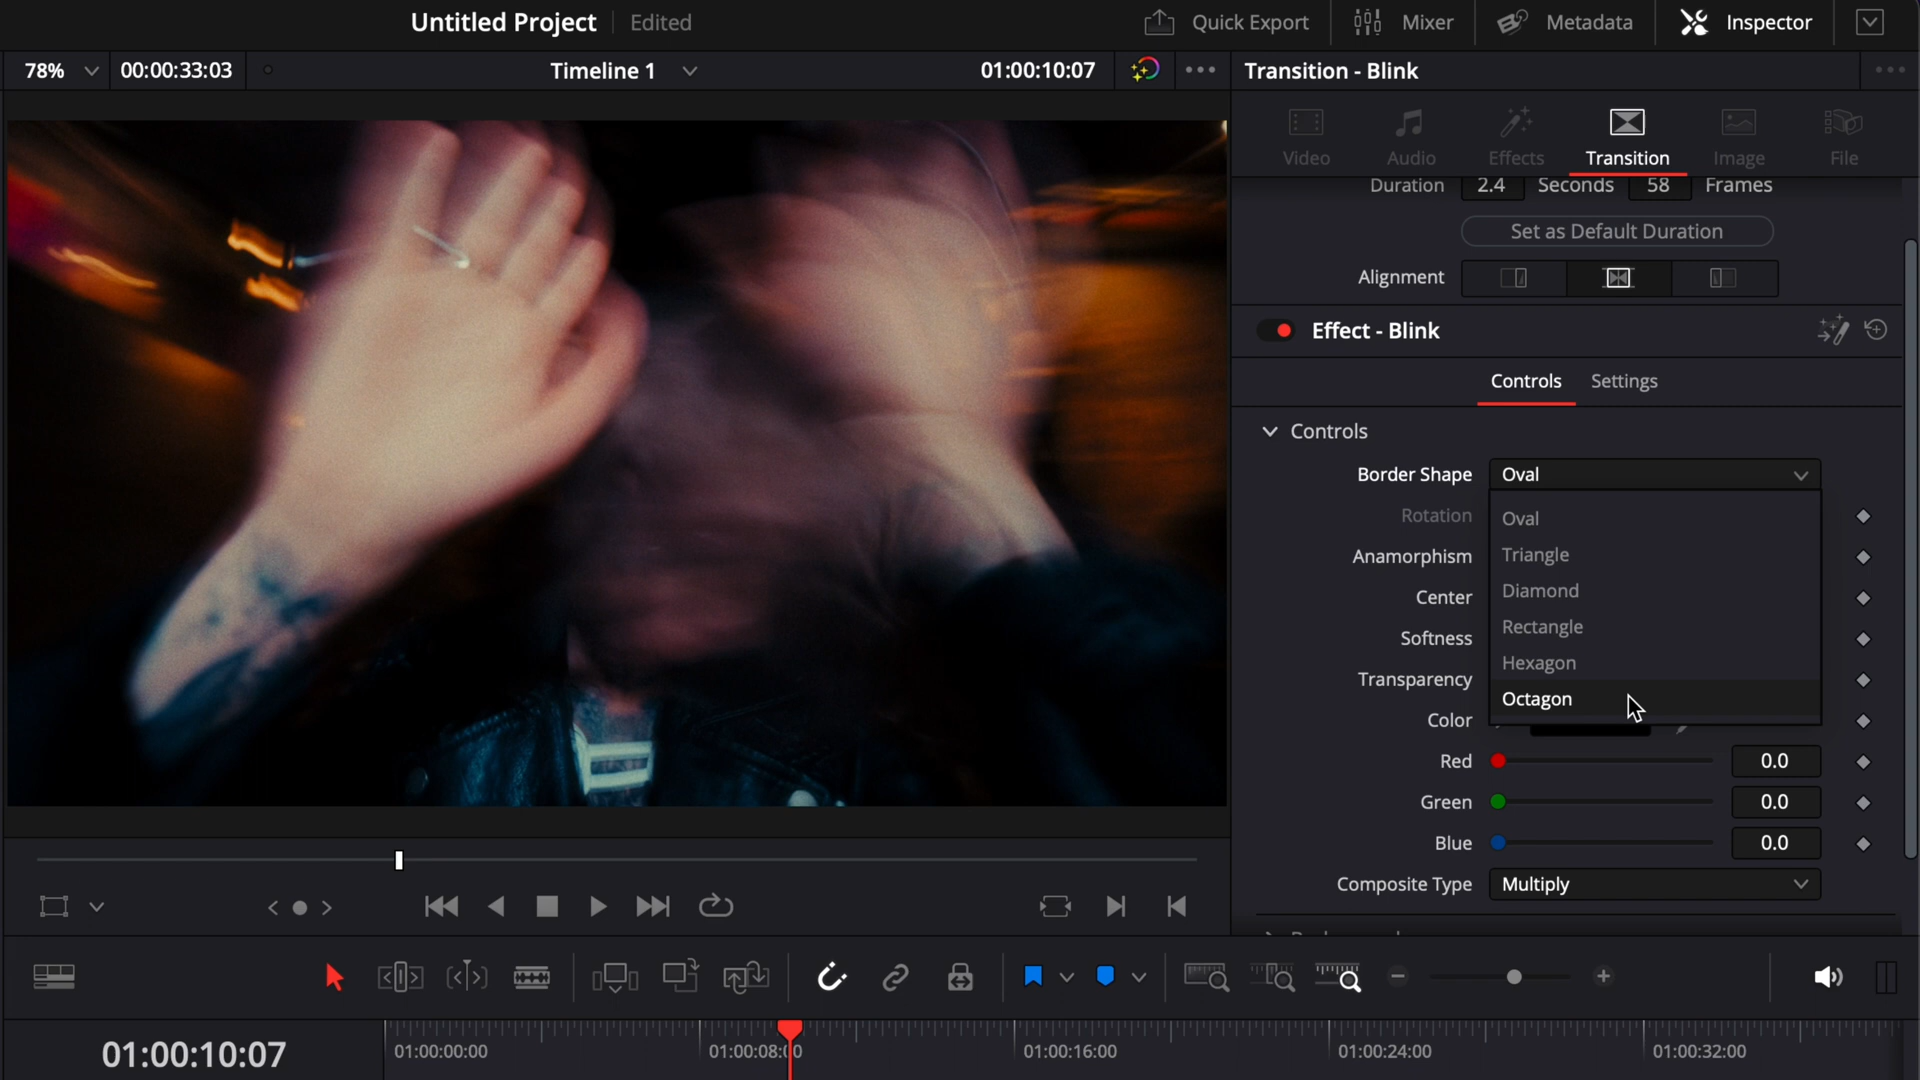 Untitled Project
Edited
Quick Export
Mixer
Metadata
Inspector
78%
00:00:33:03
Timeline 1
01:00:10:07
Transition - Blink
Video
Audio
Effects
Transition
Image
File
Duration
2.4
Seconds
58
Frames
Set as Default Duration
Alignment
Effect - Blink
Controls
Settings
Controls
Border Shape
Oval
Rotation
Oval
Anamorphism
Triangle
Center
Diamond
Softness
Rectangle
Transparency
Hexagon
Color
Octagon
Red
0.0
Green
0.0
Blue
0.0
Composite Type
Multiply
01:00:10:07
01:00:00:00
01:00:08:00
01:00:16:00
01:00:24:00
01:00:32:00